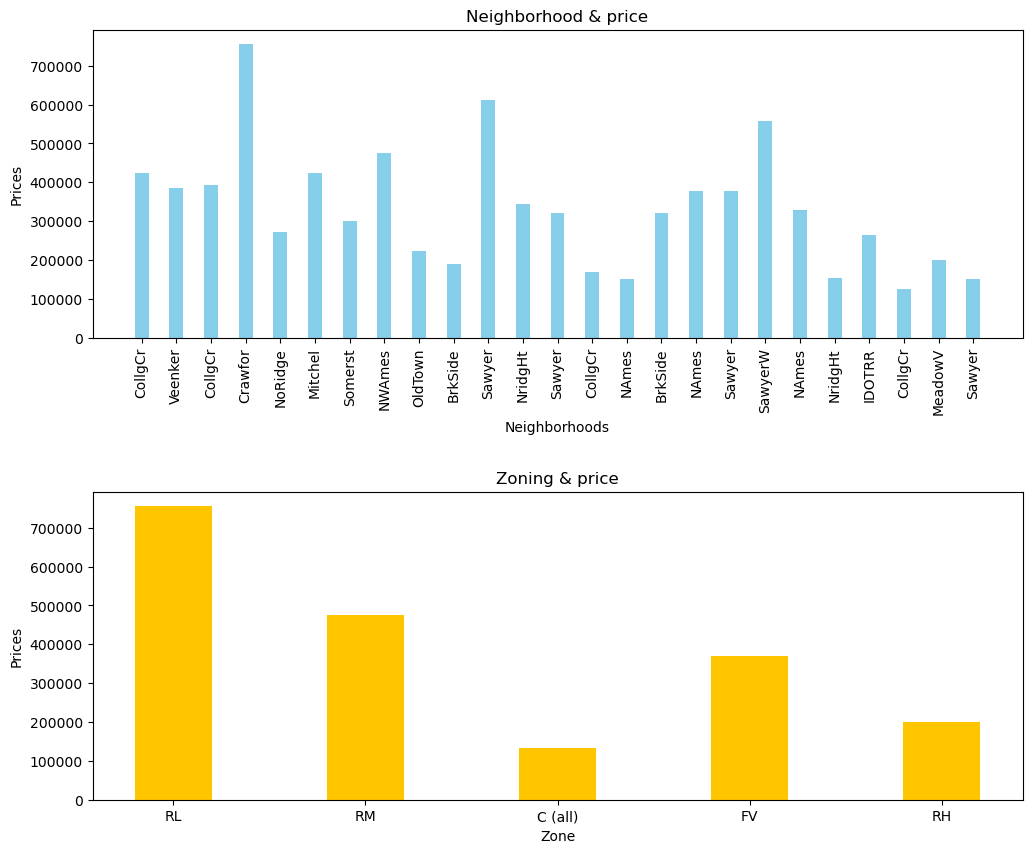 Neighborhood & price
Prices
700000
600000
500000
400000
300000
200000
100000
0
CollgCr
Veenker
CollgCr
Crawfor
NoRidge
Mitchel
Somerst
NWAmes
OldTown
BrkSide
Sawyer
NridgHt
Sawyer
CollgCr
NAmes
BrkSide
NAmes
Sawyer
SawyerW
NAmes
NridgHt
IDOTRR
CollgCr
MeadowV
Sawyer
Neighborhoods
Zoning & price
Prices
700000
600000
500000
400000
300000
200000
100000
0
RL RM C (all) FV RH
Zone